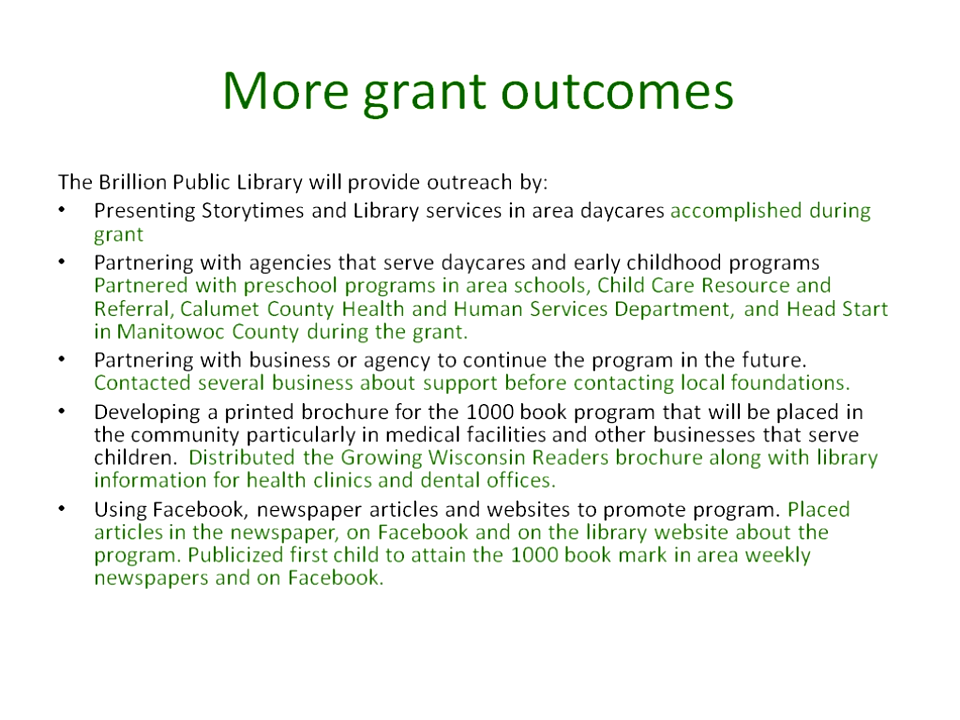 More grant outcomes
The Brillion Public Library will provide outreach by:
• Presenting Storytimes and Library services in area daycares accomplished during
grant
• Partnering with agencies that serve daycares and early childhood programs
Partnered with preschool programs in area schools, Child Care Resource and
Referral, Calumet County Health and Human Services Department, and Head Start
in Manitowoc County during the grant.
• Partnering with business or agency to continue the program in the future.
Contacted several business about support before contacting local foundations.
• Developing a printed brochure for the 1000 book program that will be placed in
the community particularly in medical facilities and other businesses that serve
children. Distributed the Growing Wisconsin Readers brochure along with library
information for health clinics and dental offices.
• Using Facebook, newspaper articles and websites to promote program. Placed
articles in the newspaper, on Facebook and on the library website about the
program. Publicized first child to attain the 1000 book mark in area weekly
newspapers and on Facebook.